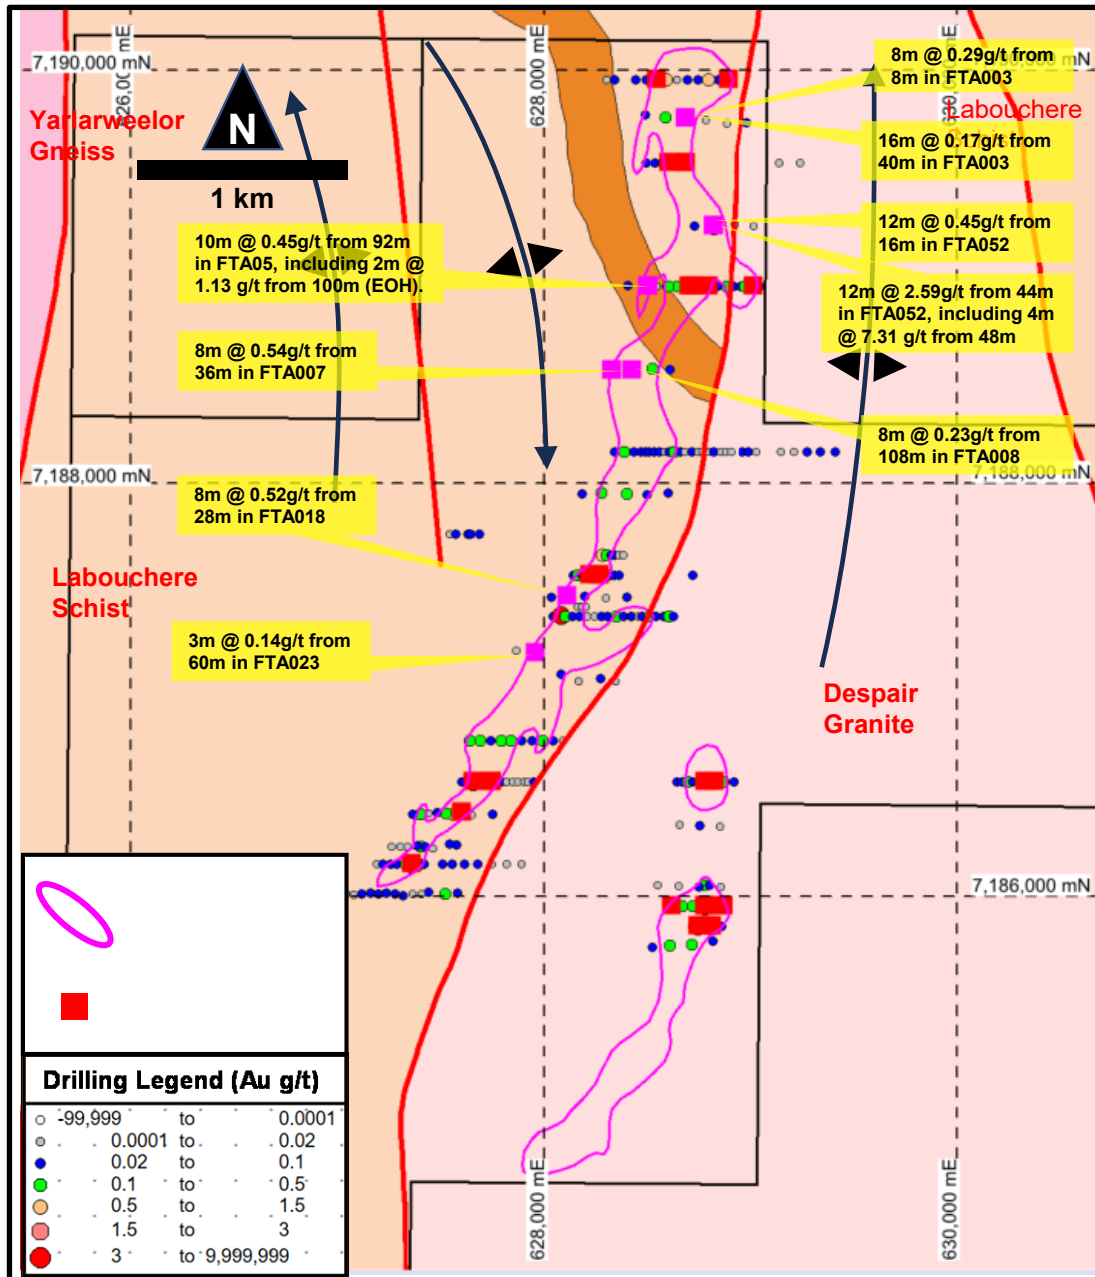 7,190,000 mN
626,000 mE
628,000 mE
Yarlarweelor
Gneiss
N
1 km
8m @ 0.29g/t from
8m in FTA003
Labouchere
16m @ 0.17g/t from
40m in FTA003
12m @ 0.45g/t from
16m in FTA052
10m @ 0.45g/t from 92m
in FTA05, including 2m @
1.13 g/t from 100m (EOH).
12m @ 2.59g/t from 44m
in FTA052, including 4m
@ 7.31 g/t from 48m
8m @ 0.54g/t from
36m in FTA007
8m @ 0.23g/t from
108m in FTA008
7,188,000 mN
7,188,000 mN
8m @ 0.52g/t from
28m in FTA018
Labouchere
Schist
3m @ 0.14g/t from
60m in FTA023
Despair
Granite
7,186,000 mN
Drilling Legend (Au g/t)
-99,999 to 0.0001
0.0001 to 0.02
0.02 to 0.1
0.1 to 0.5
0.5 to 1.5
1.5 to 3
3 to 9,999,999
628,000 mE
630,000 mE